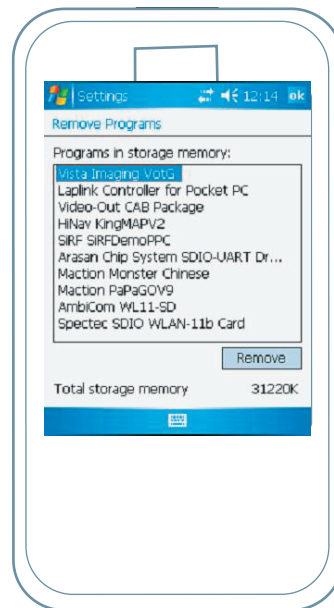 Settings 12:14 ok
Remove Programs
Programs in storage memory:
Vista Imaging VotG
Laplink Controller for Pocket PC
Video-Out CAB Package
HiNav KingMAPV2
SiRF SiRFDemoPPC
Arasan Chip System SDIO-UART Dr...
Maction Monster Chinese
Maction PaPaGOV9
AmbiCom WL11-SD
Spectec SDIO WLAN-11b Card
Remove
Total storage memory 31220K